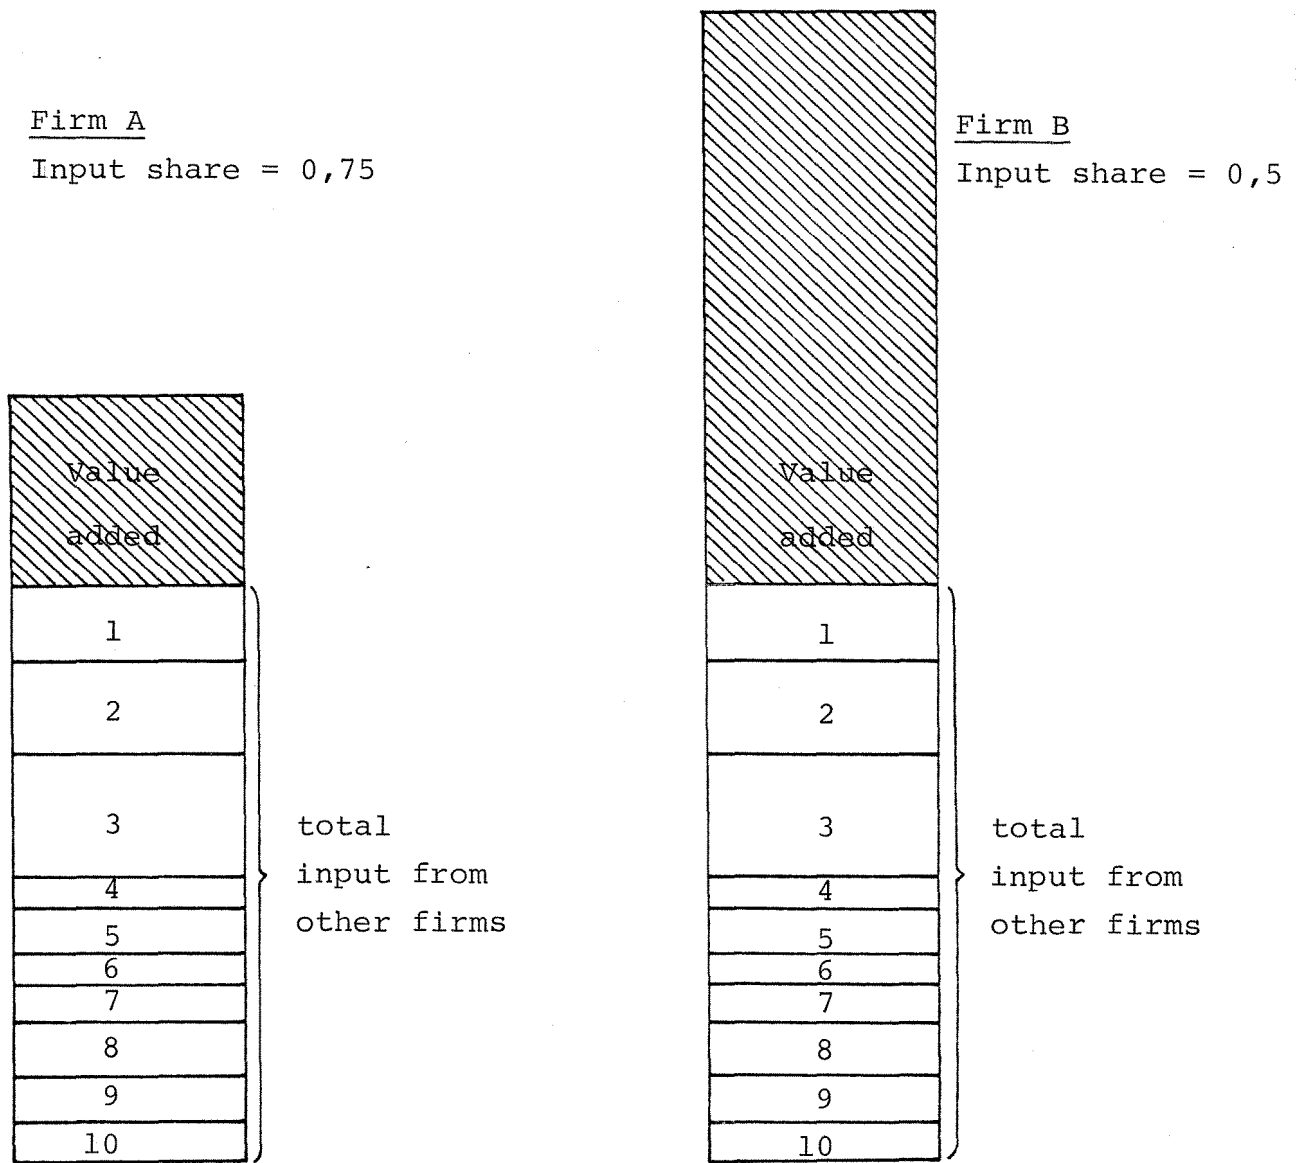 Firm A
Input share = 0,75
Value
added
1
2
3
4
5
6
7
8
9
10
total
input from
other firms
Firm B
Input share = 0,5
Value
added
1
2
3
4
5
6
7
8
9
10
total
input from
other firms